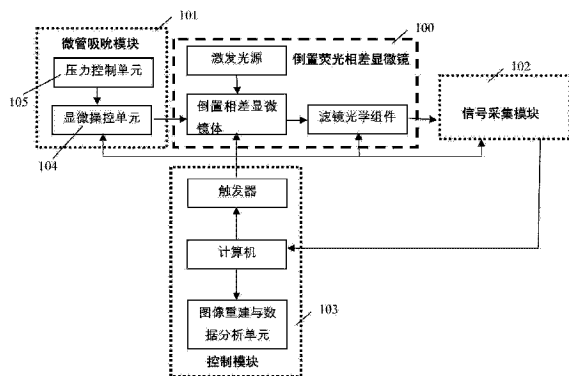 101
微管吸吮模块
压力控制单元
105
显微操控单元
104
100
激发光源
倒置荧光相差显微镜
倒置相差显微
镜体
滤镜光学组件
102
信号采集模块
触发器
计算机
图像重建与数
据分析单元
103
控制模块